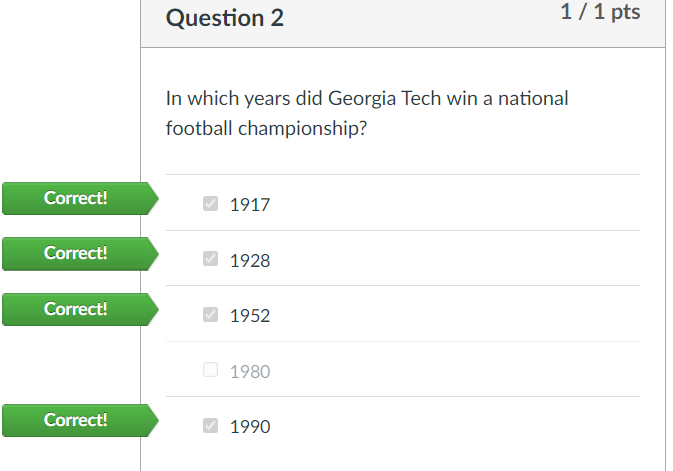 Question 2
1 / 1 pts
In which years did Georgia Tech win a national
football championship?
Correct!
1917
Correct!
1928
Correct!
1952
1980
Correct!
1990